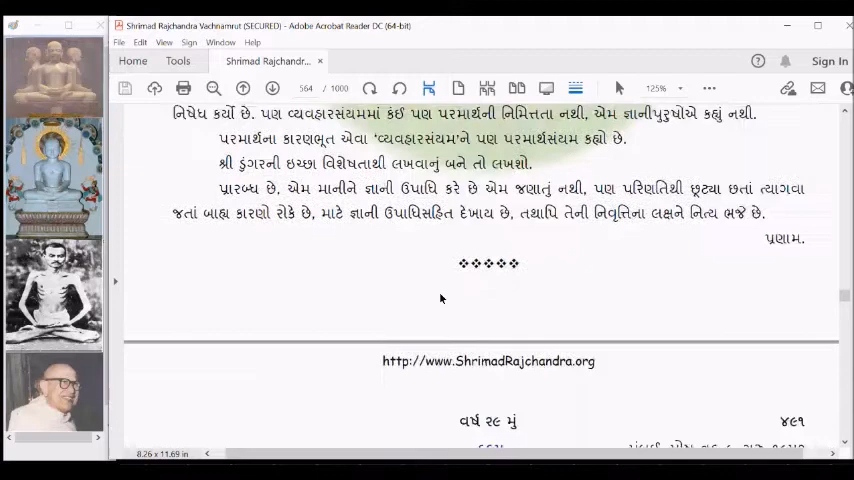 Shrimad Rajchandra Vachnamrut (SECURED) - Adobe Acrobat Reader DC (64-bit)
File Edit View Sign Window Help
Home Tools Shrimad Rajchandr... × Sign In
564 / 1000 125%
નિષેધ કર્યો છે. પણ વ્યવહારસંયમમાં કંઈ પણ પરમાર્થની નિમિત્તતા નથી, એમ જ્ઞાનીપુરુષોએ કહ્યું નથી.
પરમાર્થના કારણભૂત એવા ‘વ્યવહારસંયમ’ને પણ પરમાર્થસંયમ કહ્યો છે.
શ્રી ડુંગરની ઇચ્છા વિશેષતાથી લખવાનું બને તો લખશો.
પ્રારબ્ધ છે, એમ માનીને જ્ઞાની ઉપાધિ કરે છે એમ જણાતું નથી, પણ પરિણતિથી છૂટ્યા છતાં ત્યાગવા
જતાં બાહ્ય કારણો રોકે છે, માટે જ્ઞાની ઉપાધિસહિત દેખાય છે, તથાપિ તેની નિવૃત્તિના લક્ષને નિત્ય ભજે છે.
પ્રણામ.
http://www.ShrimadRajchandra.org
વર્ષ ૨૯ મું ૪૯૧
8.26 x 11.69 in